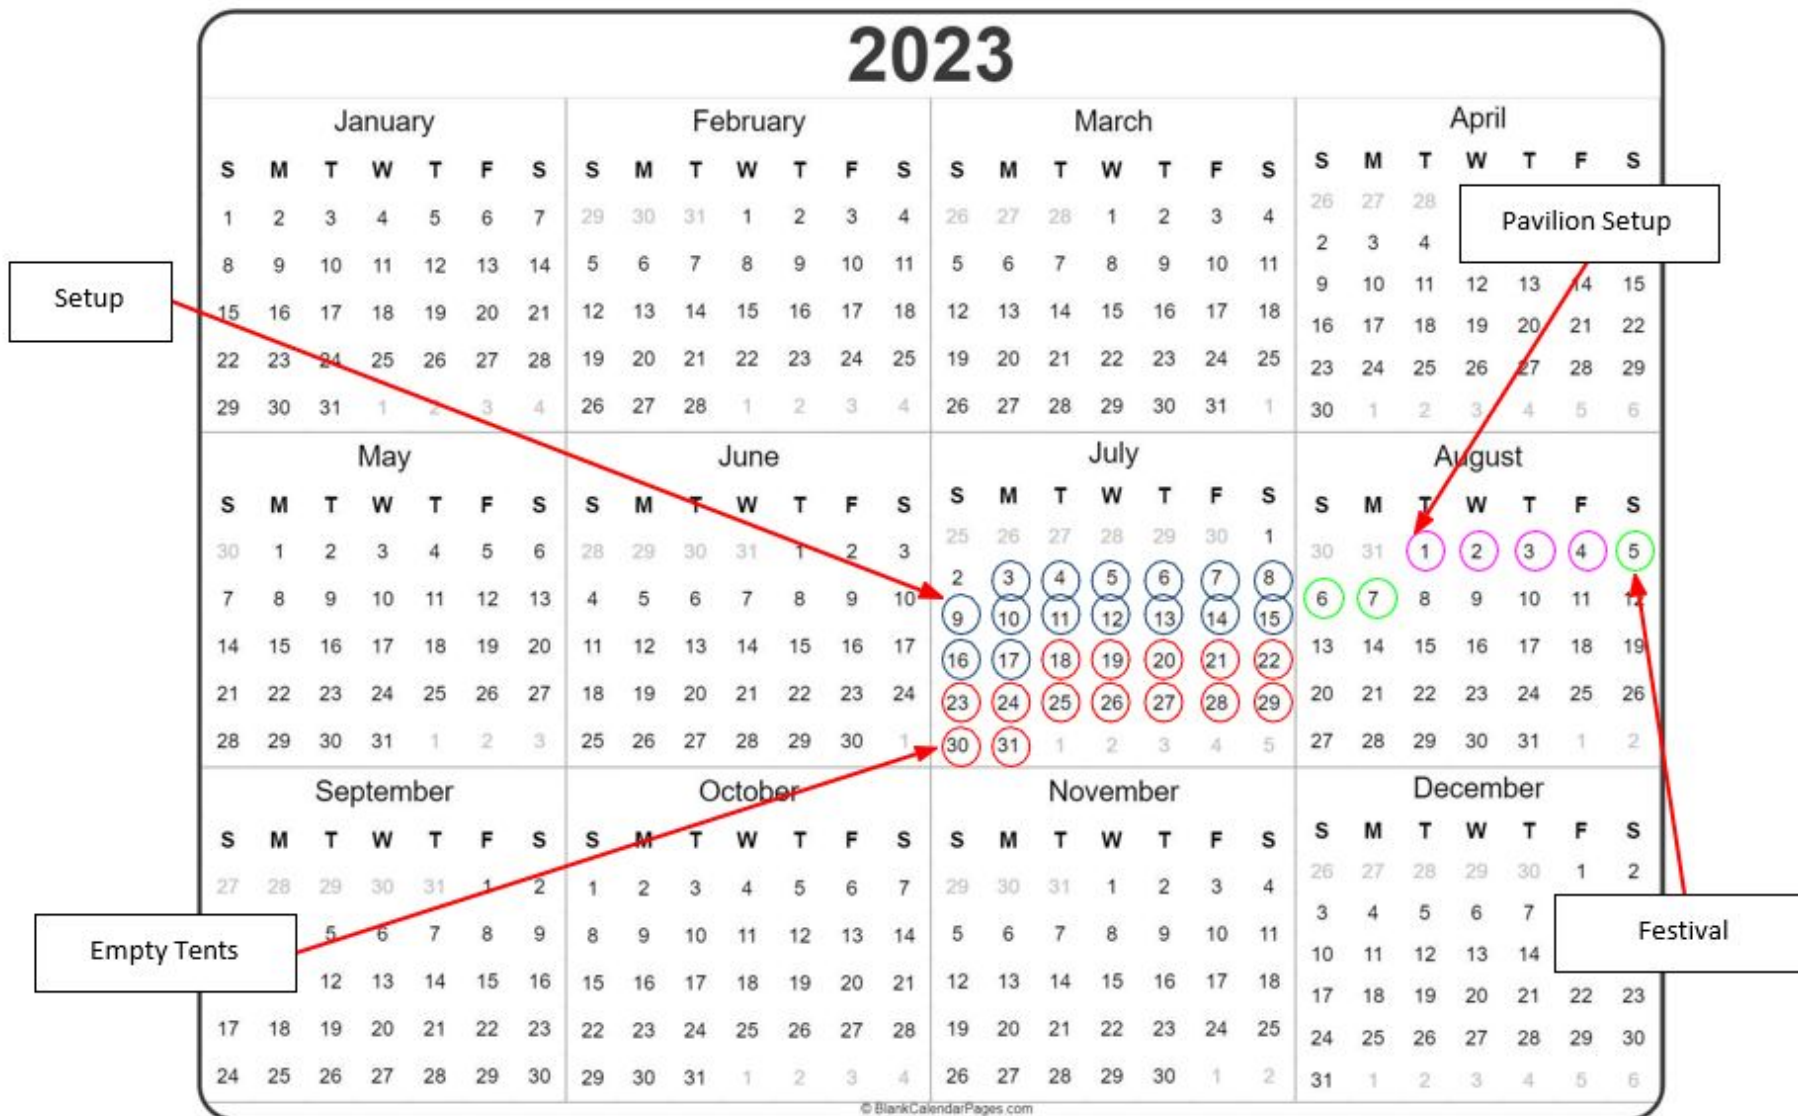 2023
January
S M T W T F S
1 2 3 4 5 6 7
8 9 10 11 12 13 14
15 16 17 18 19 20 21
22 23 24 25 26 27 28
29 30 31 1 2 3 4
February
S M T W T F S
29 30 31 1 2 3 4
5 6 7 8 9 10 11
12 13 14 15 16 17 18
19 20 21 22 23 24 25
26 27 28 1 2 3 4
March
S M T W T F S
26 27 28 1 2 3 4
5 6 7 8 9 10 11
12 13 14 15 16 17 18
19 20 21 22 23 24 25
26 27 28 29 30 31 1
April
S M T W T F S
26 27 28
2 3 4
9 10 11 12 13 14 15
16 17 18 19 20 21 22
23 24 25 26 27 28 29
30 1 2 3 4 5 6
Pavilion Setup
Setup
May
S M T W T F S
30 1 2 3 4 5 6
7 8 9 10 11 12 13
14 15 16 17 18 19 20
21 22 23 24 25 26 27
28 29 30 31 1 2 3
June
S M T W T F S
28 29 30 31 1 2 3
4 5 6 7 8 9 10
11 12 13 14 15 16 17
18 19 20 21 22 23 24
25 26 27 28 29 30 1
July
S M T W T F S
25 26 27 28 29 30 1
2 3 4 5 6 7 8
9 10 11 12 13 14 15
16 17 18 19 20 21 22
23 24 25 26 27 28 29
30 31 1 2 3 4 5
August
S M T W T F S
30 31 1 2 3 4 5
6 7 8 9 10 11 12
13 14 15 16 17 18 19
20 21 22 23 24 25 26
27 28 29 30 31 1 2
September
S M T W T F S
27 28 29 30 31 1 2
5 6 7 8 9
12 13 14 15 16
17 18 19 20 21 22 23
24 25 26 27 28 29 30
Empty Tents
October
S M T W T F S
1 2 3 4 5 6 7
8 9 10 11 12 13 14
15 16 17 18 19 20 21
22 23 24 25 26 27 28
29 30 31 1 2 3 4
November
S M T W T F S
29 30 31 1 2 3 4
5 6 7 8 9 10 11
12 13 14 15 16 17 18
19 20 21 22 23 24 25
26 27 28 29 30 1 2
December
S M T W T F S
26 27 28 29 30 1 2
3 4 5 6 7
10 11 12 13 14
17 18 19 20 21 22 23
24 25 26 27 28 29 30
31 1 2 3 4 5 6
Festival
© BlankCalendarPages.com